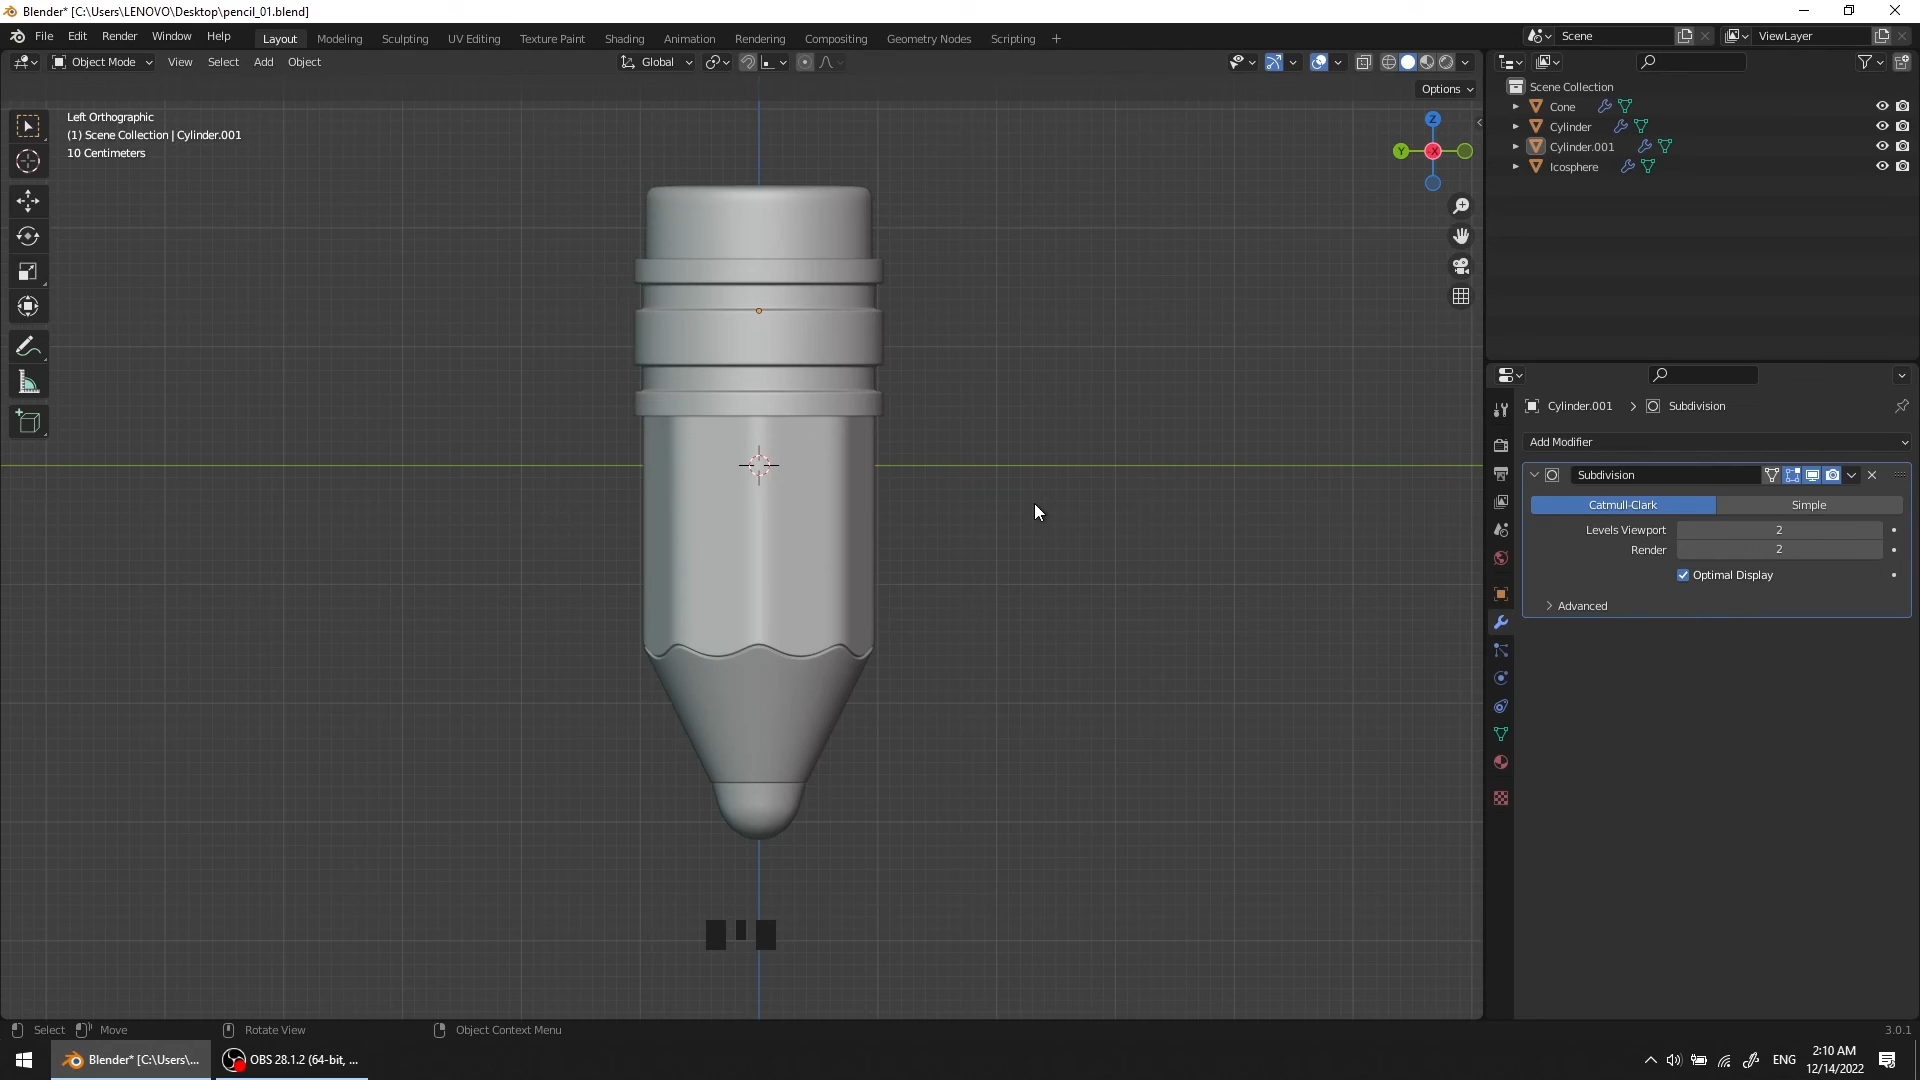 Blender* [C:\Users\LENOVO\Desktop\pencil_01.blend]
File Edit Render Window Help Layout Modeling Sculpting UV Editing Texture Paint Shading Animation Rendering Compositing Geometry Nodes Scripting + Scene ViewLayer
Object Mode View Select Add Object Global
Options
Left Orthographic
(1) Scene Collection | Cylinder.001
10 Centimeters
Z
Y
X
Scene Collection
Cone
Cylinder
Cylinder.001
Icosphere
Cylinder.001 > Subdivision
Add Modifier
Subdivision
Catmull-Clark Simple
Levels Viewport 2
Render 2
Optimal Display
Advanced
Select Move Rotate View Object Context Menu 3.0.1
Blender* [C:\Users\... OBS 28.1.2 (64-bit, ... ENG 2:10 AM
12/14/2022